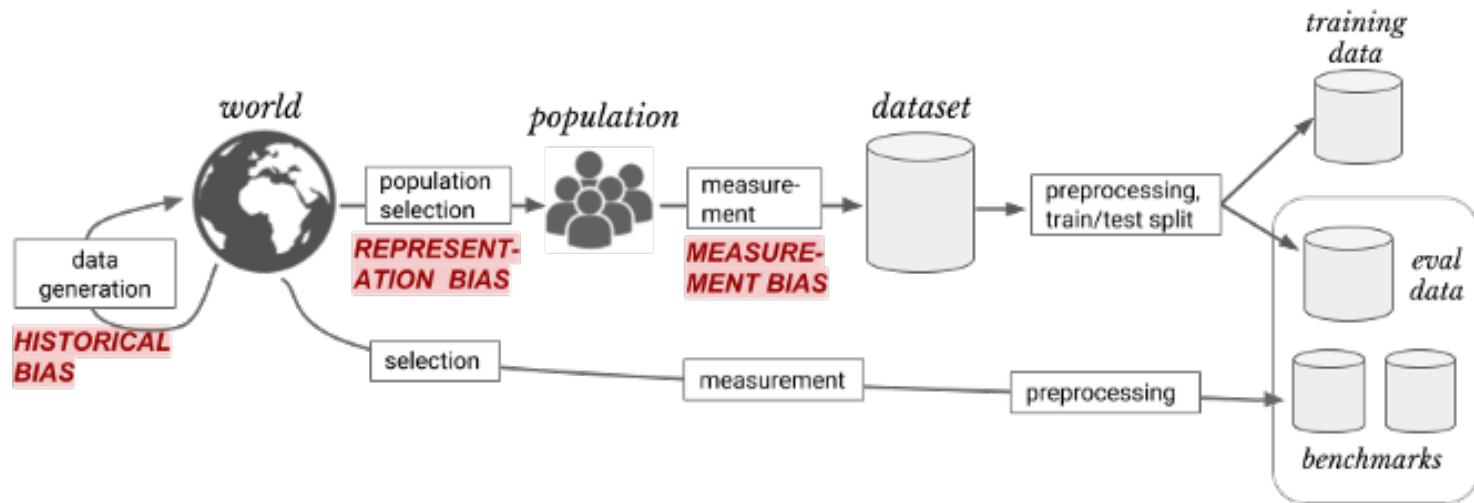 training
data
world
population
dataset
population
selection
measure-
ment
preprocessing,
train/test split
REPRESENT-
ATION BIAS
MEASURE-
MENT BIAS
data
generation
eval
data
HISTORICAL
BIAS
selection
measurement
preprocessing
benchmarks